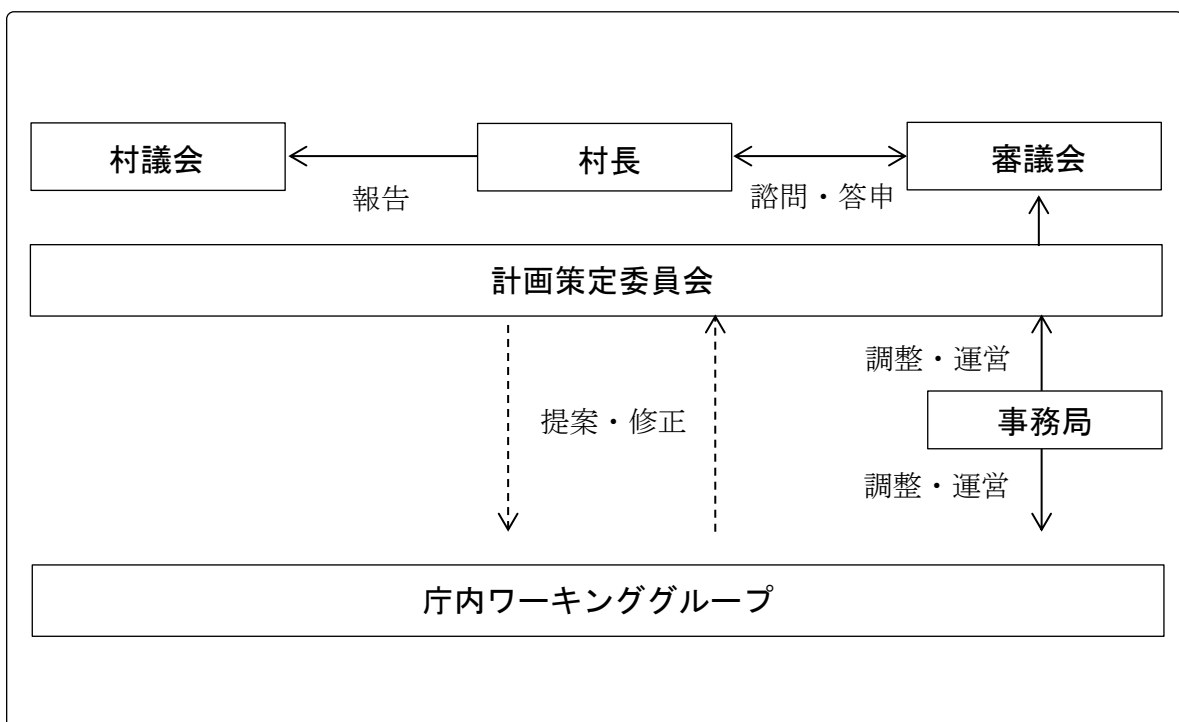 村議会
村長
審議会
報告
諮問・答申
計画策定委員会
調整・運営
提案・修正
事務局
調整・運営
庁内ワーキンググループ